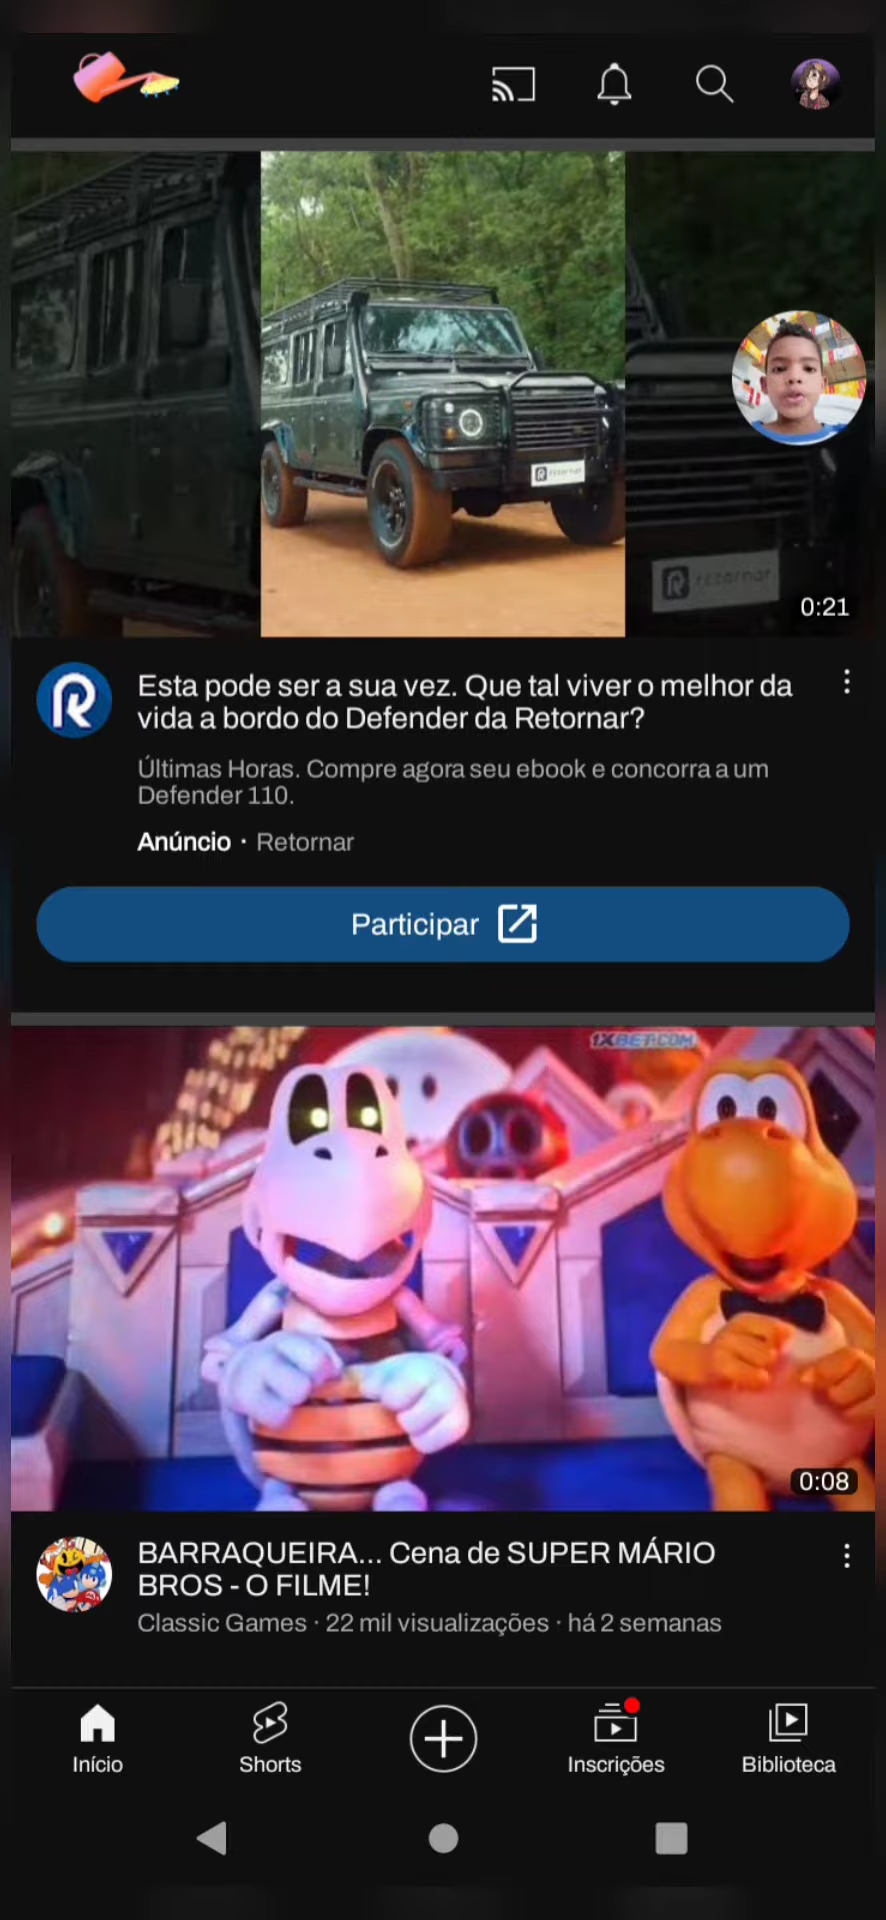 retornar
retornar
0:21
Esta pode ser a sua vez. Que tal viver o melhor da
vida a bordo do Defender da Retornar?
Últimas Horas. Compre agora seu ebook e concorra a um
Defender 110.
Anúncio · Retornar
Participar
1XBET.COM
0:08
BARRAQUEIRA... Cena de SUPER MÁRIO
BROS - O FILME!
Classic Games · 22 mil visualizações · há 2 semanas
Início
Shorts
Inscrições
Biblioteca